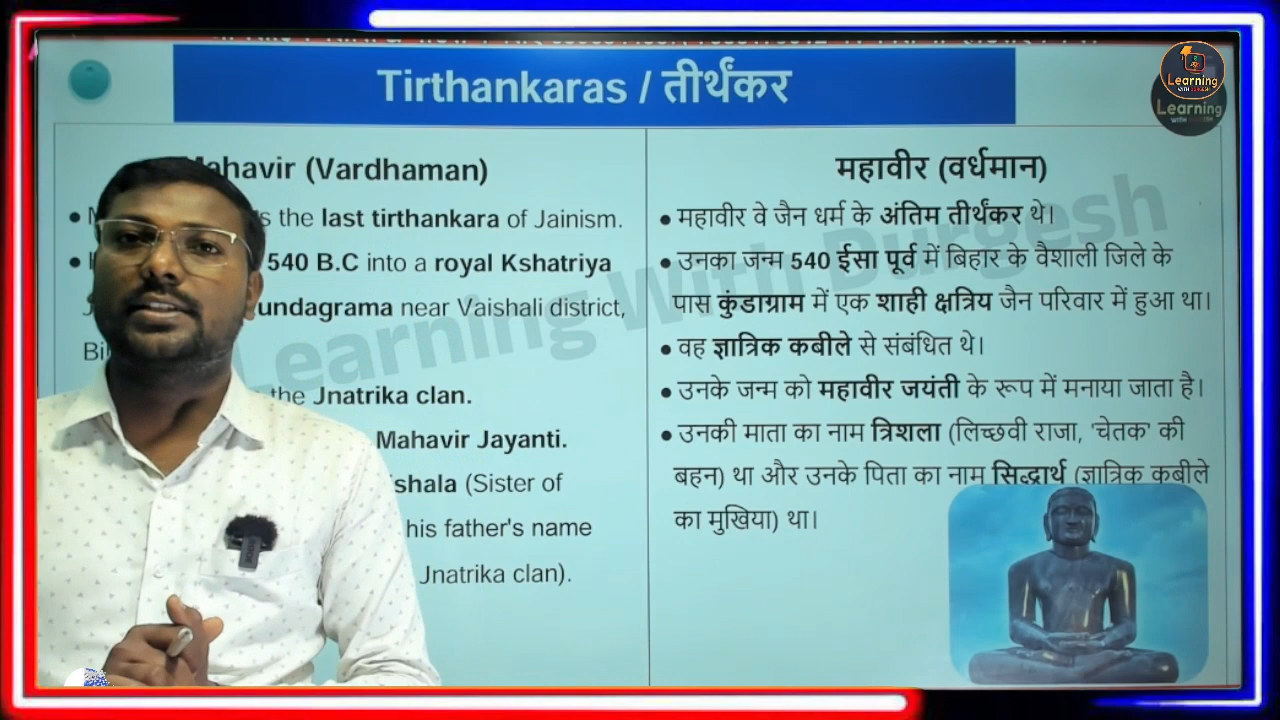 Tirthankaras / तीर्थंकर
Learning
Learning
Mahavir (Vardhaman)
the last tirthankara of Jainism.
540 B.C into a royal Kshatriya
near Vaishali district,
the Jnatrika clan.
Mahavir Jayanti.
(Sister of
his father's name
Jnatrika clan).
महावीर (वर्धमान)
• महावीर वे जैन धर्म के अंतिम तीर्थंकर थे।
• उनका जन्म 540 ईसा पूर्व में बिहार के वैशाली जिले के
पास कुंडाग्राम में एक शाही क्षत्रिय जैन परिवार में हुआ था।
• वह ज्ञात्रिक कबीले से संबंधित थे।
• उनके जन्म को महावीर जयंती के रूप में मनाया जाता है।
• उनकी माता का नाम त्रिशला (लिच्छवी राजा, 'चेतक' की
बहन) था और उनके पिता का नाम सिद्धार्थ (ज्ञात्रिक कबीले
का मुखिया) था।
Learning With Durgesh